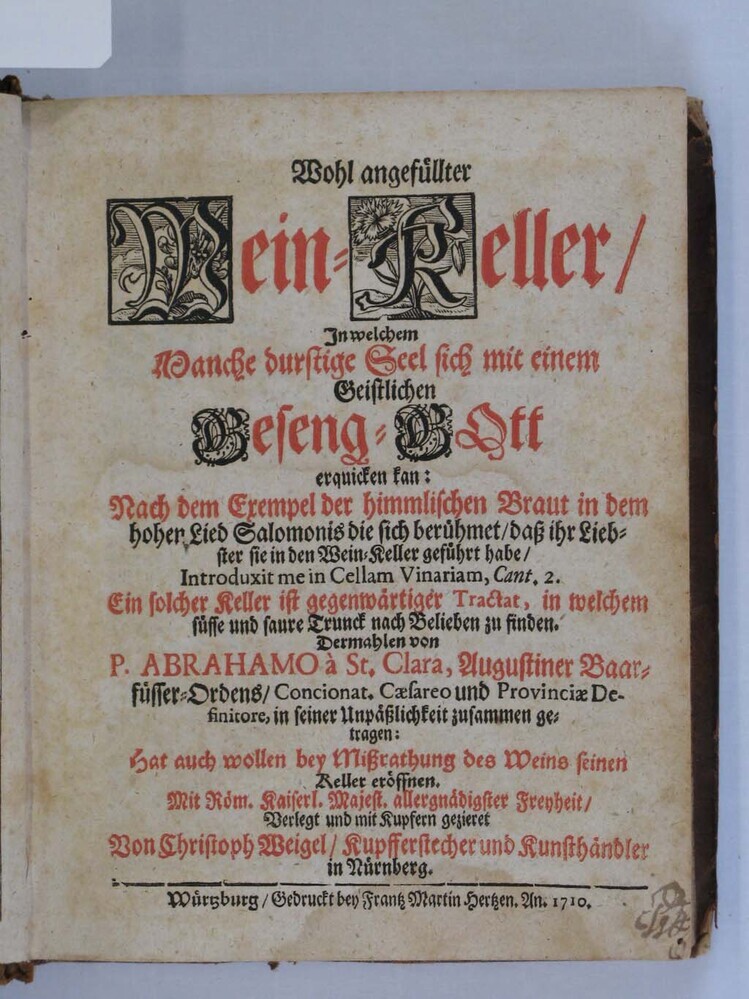 Wohl angefüllter
Wein-Keller/
In welchem
Manche durstige Seel sich mit einem
Geistlichen
Geseng-GOtt
erquicken kan:
Nach dem Exempel der himmlischen Braut in dem
hohen Lied Salomonis die sich berühmet/daß ihr Lieb-
ster sie in den Wein-Keller geführt habe/
Introduxit me in Cellam Vinariam, Cant. 2.
Ein solcher Keller ist gegenwärtiger Tractat, in welchem
süsse und saure Trunck nach Belieben zu finden.
Dermahlen von
P. ABRAHAMO à St. Clara, Augustiner Baar-
füsser-Ordens/ Concionat. Cæsareo und Provinciæ De-
finitore, in seiner Unpäßlichkeit zusammen ge-
tragen:
Hat auch wollen bey Mißrathung des Weins seinen
Keller eröffnen.
Mit Röm. Kaiserl. Majest. allergnädigster Freyheit/
Verlegt und mit Kupfern gezieret
Von Christoph Weigel/ Kupfferstecher und Kunsthändler
in Nürnberg.
Würtzburg/ Gedruckt bey Frantz Martin Hertzen. An. 1710.